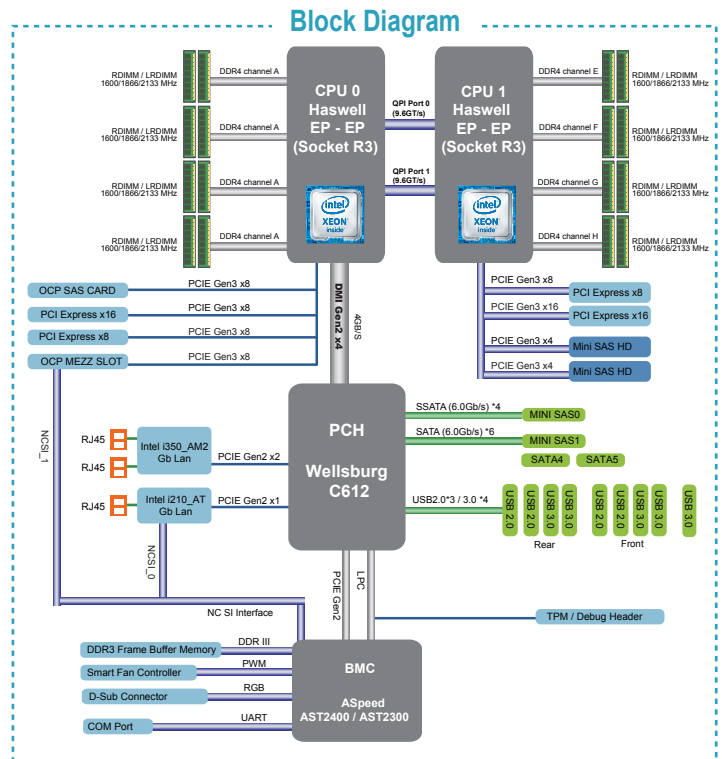 Block Diagram
RDIMM / LRDIMM
1600/1866/2133 MHz
DDR4 channel A
RDIMM / LRDIMM
1600/1866/2133 MHz
DDR4 channel A
RDIMM / LRDIMM
1600/1866/2133 MHz
DDR4 channel A
RDIMM / LRDIMM
1600/1866/2133 MHz
DDR4 channel A
CPU 0
Haswell
EP - EP
(Socket R3)
intel
XEON
inside
QPI Port 0
(9.6GT/s)
QPI Port 1
(9.6GT/s)
CPU 1
Haswell
EP - EP
(Socket R3)
intel
XEON
inside
DDR4 channel E
RDIMM / LRDIMM
1600/1866/2133 MHz
DDR4 channel F
RDIMM / LRDIMM
1600/1866/2133 MHz
DDR4 channel G
RDIMM / LRDIMM
1600/1866/2133 MHz
DDR4 channel H
RDIMM / LRDIMM
1600/1866/2133 MHz
OCP SAS CARD
PCIE Gen3 x8
PCI Express x16
PCIE Gen3 x8
PCI Express x8
PCIE Gen3 x8
OCP MEZZ SLOT
PCIE Gen3 x8
DMI Gen2 x4
4GB/S
PCIE Gen3 x8
PCI Express x8
PCIE Gen3 x16
PCI Express x16
PCIE Gen3 x4
Mini SAS HD
PCIE Gen3 x4
Mini SAS HD
PCH
Wellsburg
C612
SSATA (6.0Gb/s) *4
MINI SAS0
SATA (6.0Gb/s) *6
MINI SAS1
SATA4
SATA5
USB2.0*3 / 3.0 *4
USB 2.0
USB 2.0
USB 3.0
USB 3.0
USB 2.0
USB 2.0
USB 3.0
USB 3.0
USB 3.0
Rear
Front
NCSI_1
RJ45
RJ45
Intel i350_AM2
Gb Lan
PCIE Gen2 x2
RJ45
Intel i210_AT
Gb Lan
PCIE Gen2 x1
NCSI_0
NC SI Interface
PCIE Gen2
LPC
TPM / Debug Header
DDR3 Frame Buffer Memory
DDR III
Smart Fan Controller
PWM
D-Sub Connector
RGB
COM Port
UART
BMC
ASpeed
AST2400 / AST2300